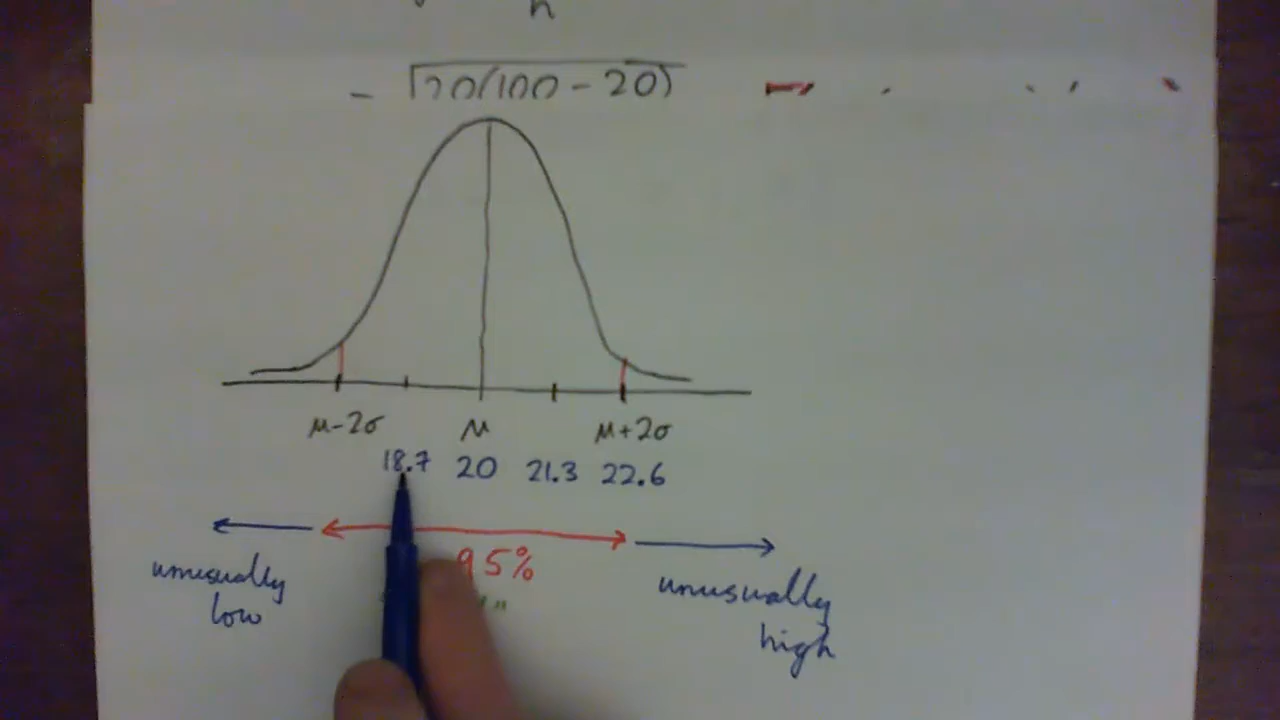 n
√20(100 - 20)
μ-2σ μ μ+2σ
18.7 20 21.3 22.6
95%
unusually
low
unusually
high